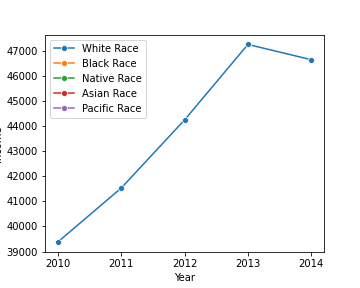 White Race
Black Race
Native Race
Asian Race
Pacific Race
47000
46000
45000
44000
43000
42000
41000
40000
39000
2010 2011 2012 2013 2014
Year